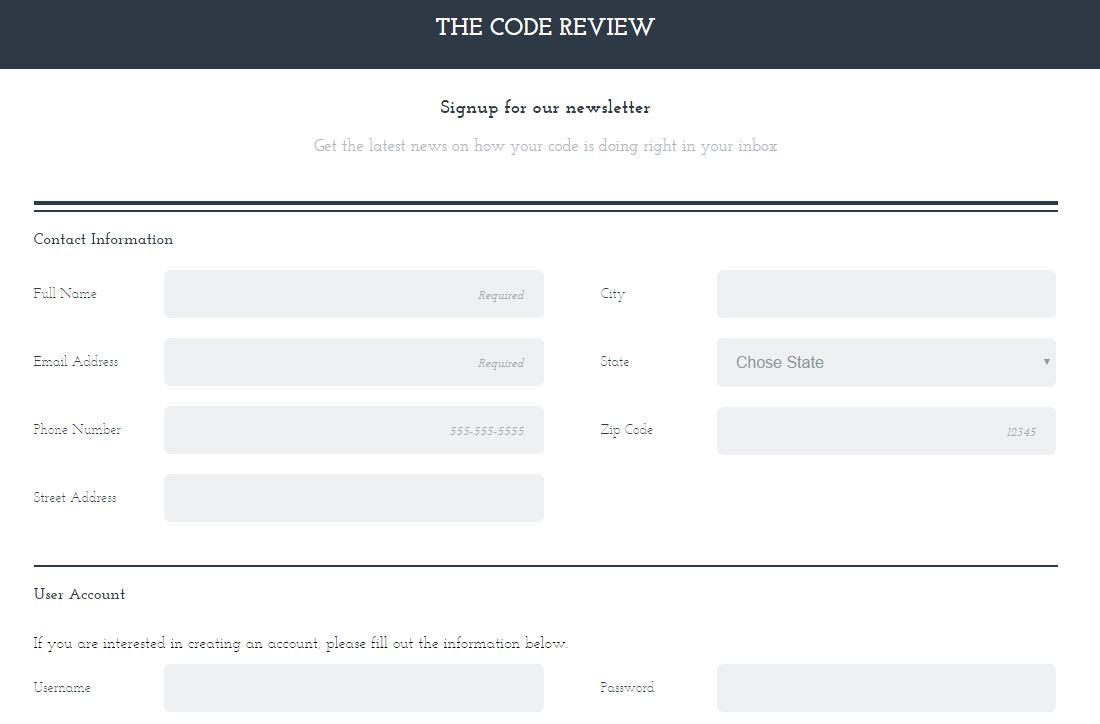 THE CODE REVIEW
Signup for our newsletter
Get the latest news on how your code is doing right in your inbox
Contact Information
Full Name Required
City
Email Address Required
State Chose State
Phone Number 555-555-5555
Zip Code 12345
Street Address
User Account
If you are interested in creating an account, please fill out the information below.
Username
Password